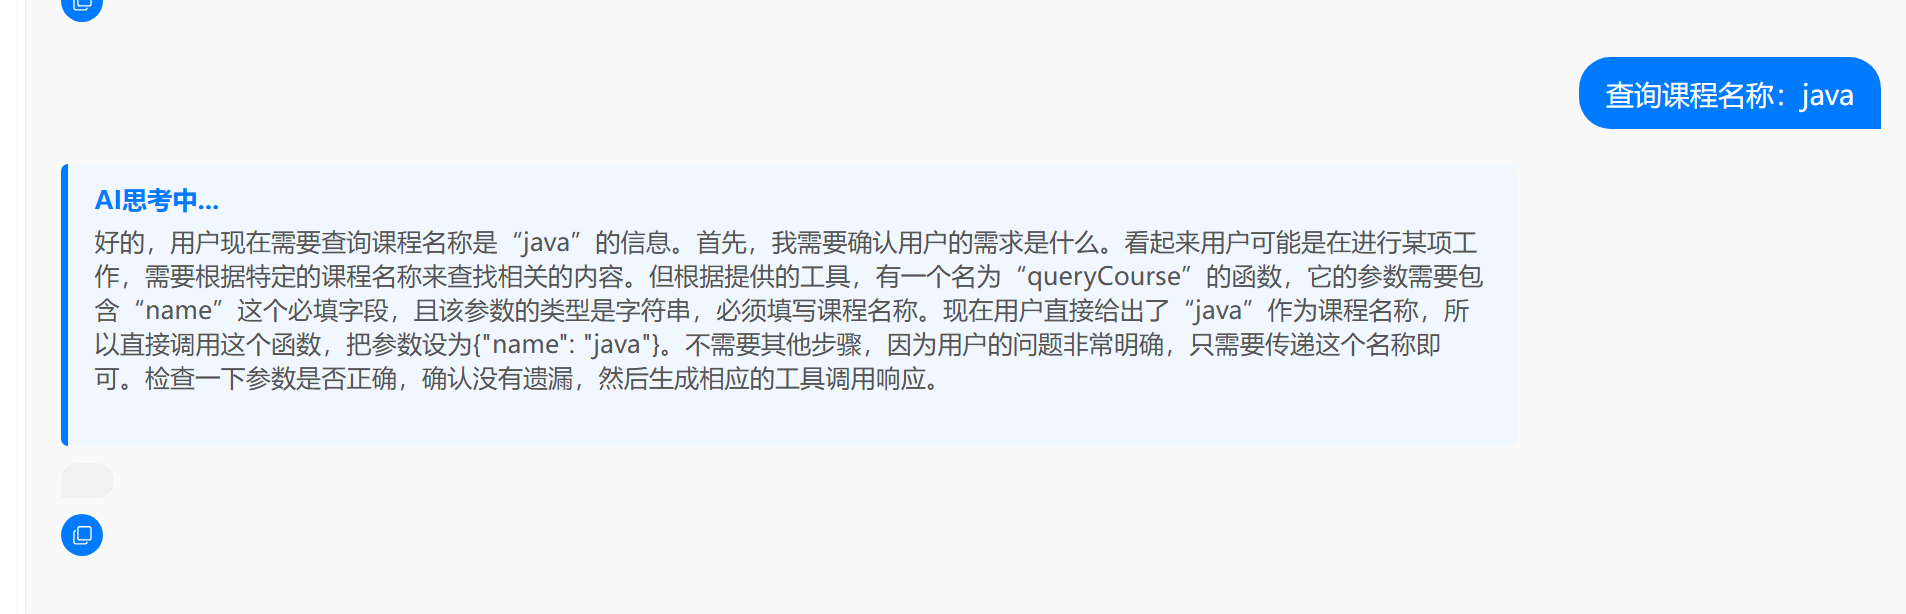 查询课程名称：java
AI思考中...
好的，用户现在需要查询课程名称是“java”的信息。首先，我需要确认用户的需求是什么。看起来用户可能是在进行某项工
作，需要根据特定的课程名称来查找相关的内容。但根据提供的工具，有一个名为“queryCourse”的函数，它的参数需要包
含“name”这个必填字段，且该参数的类型是字符串，必须填写课程名称。现在用户直接给出了“java”作为课程名称，所
以直接调用这个函数，把参数设为{"name": "java"}。不需要其他步骤，因为用户的问题非常明确，只需要传递这个名称即
可。检查一下参数是否正确，确认没有遗漏，然后生成相应的工具调用响应。